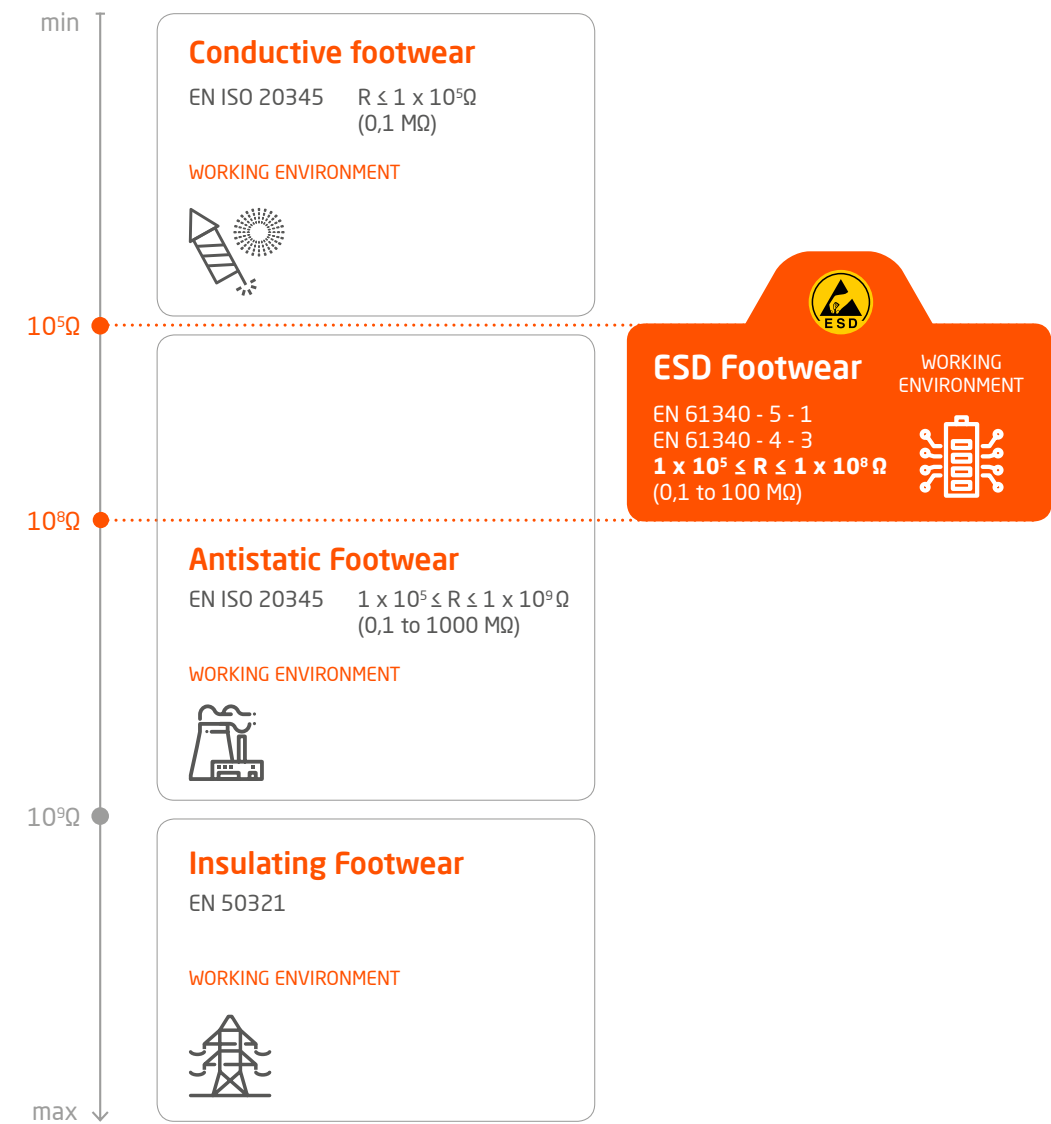 min
Conductive footwear
EN ISO 20345 R ≤ 1 x 10⁵Ω
(0,1 MΩ)
WORKING ENVIRONMENT
10⁵Ω
ESD
ESD Footwear
WORKING
ENVIRONMENT
EN 61340 - 5 - 1
EN 61340 - 4 - 3
1 x 10⁵ ≤ R ≤ 1 x 10⁸ Ω
(0,1 to 100 MΩ)
10⁸Ω
Antistatic Footwear
EN ISO 20345 1 x 10⁵ ≤ R ≤ 1 x 10⁹ Ω
(0,1 to 1000 MΩ)
WORKING ENVIRONMENT
10⁹Ω
Insulating Footwear
EN 50321
WORKING ENVIRONMENT
max